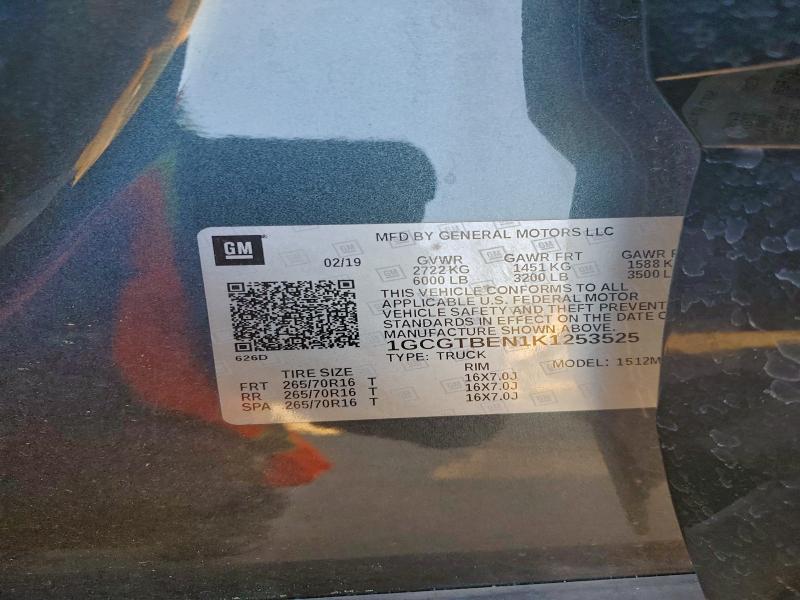 GM
MFD BY GENERAL MOTORS LLC
02/19
GVWR GAWR FRT GAWR
2722 KG 1451 KG 1588 K
6000 LB 3200 LB 3500 L
THIS VEHICLE CONFORMS TO ALL
APPLICABLE U.S. FEDERAL MOTOR
VEHICLE SAFETY AND THEFT PREVENT
STANDARDS IN EFFECT ON THE DATE O
MANUFACTURE SHOWN ABOVE.
1GCGTBEN1K1253525
626D
TYPE: TRUCK MODEL: 1512M
TIRE SIZE RIM
FRT 265/70R16 T 16X7.0J
RR 265/70R16 T 16X7.0J
SPA 265/70R16 T 16X7.0J